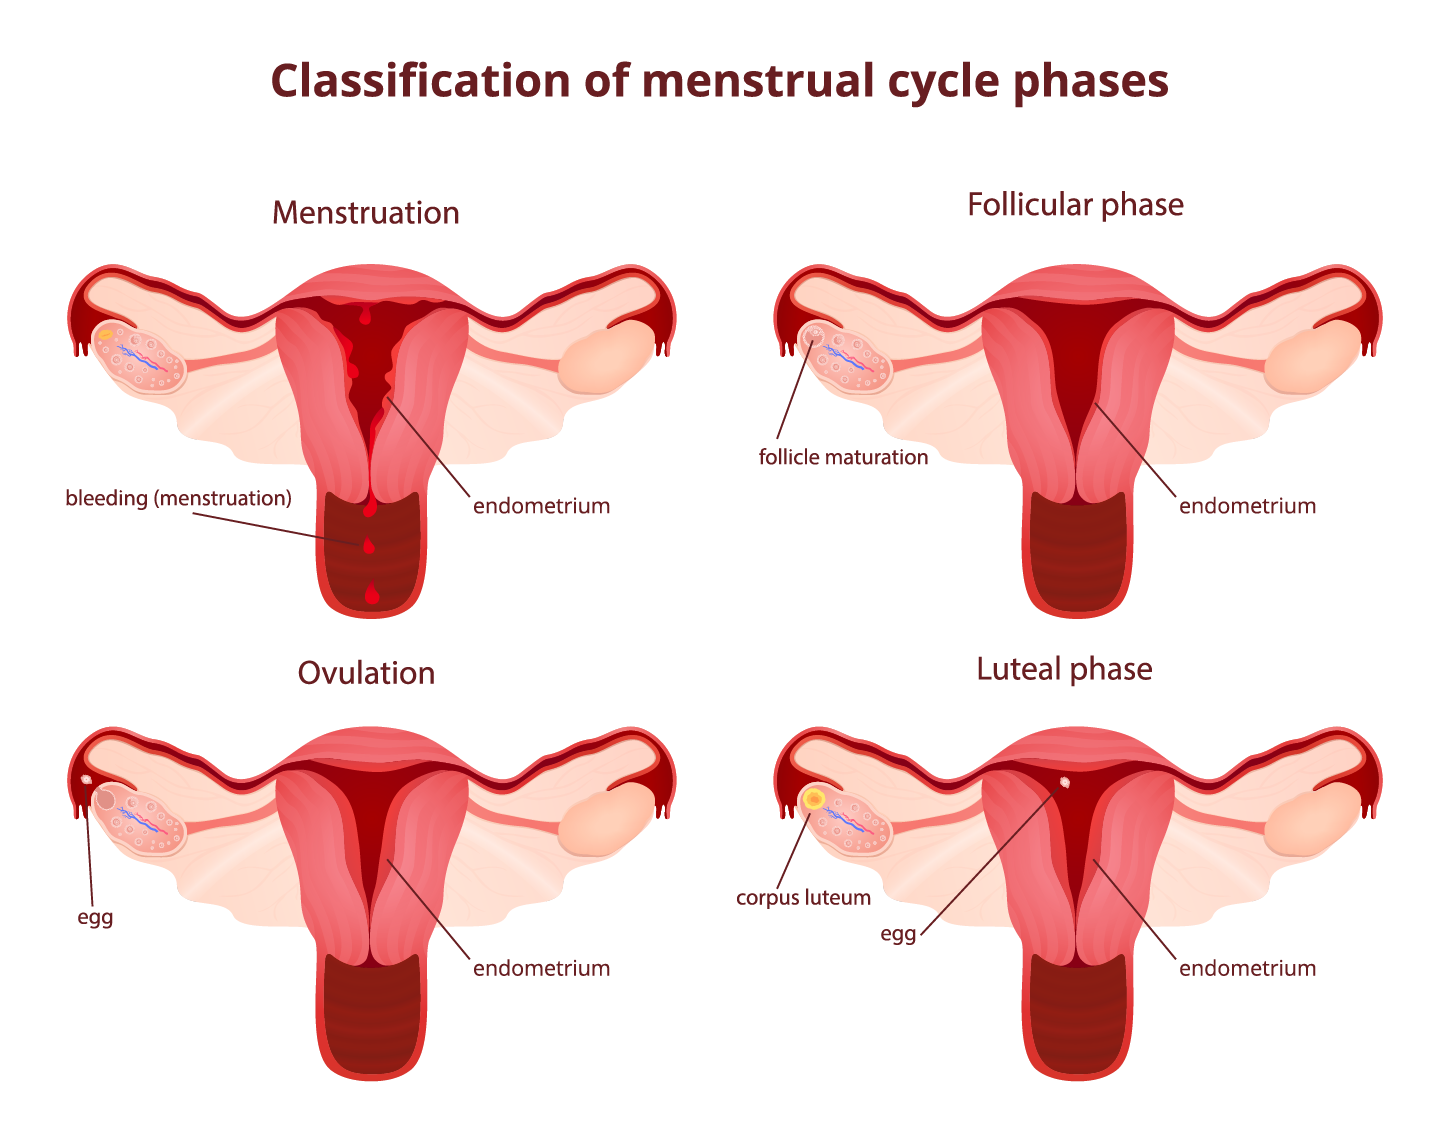 Classification of menstrual cycle phases
Menstruation
bleeding (menstruation)
endometrium
Follicular phase
follicle maturation
endometrium
Ovulation
egg
endometrium
Luteal phase
corpus luteum
egg
endometrium